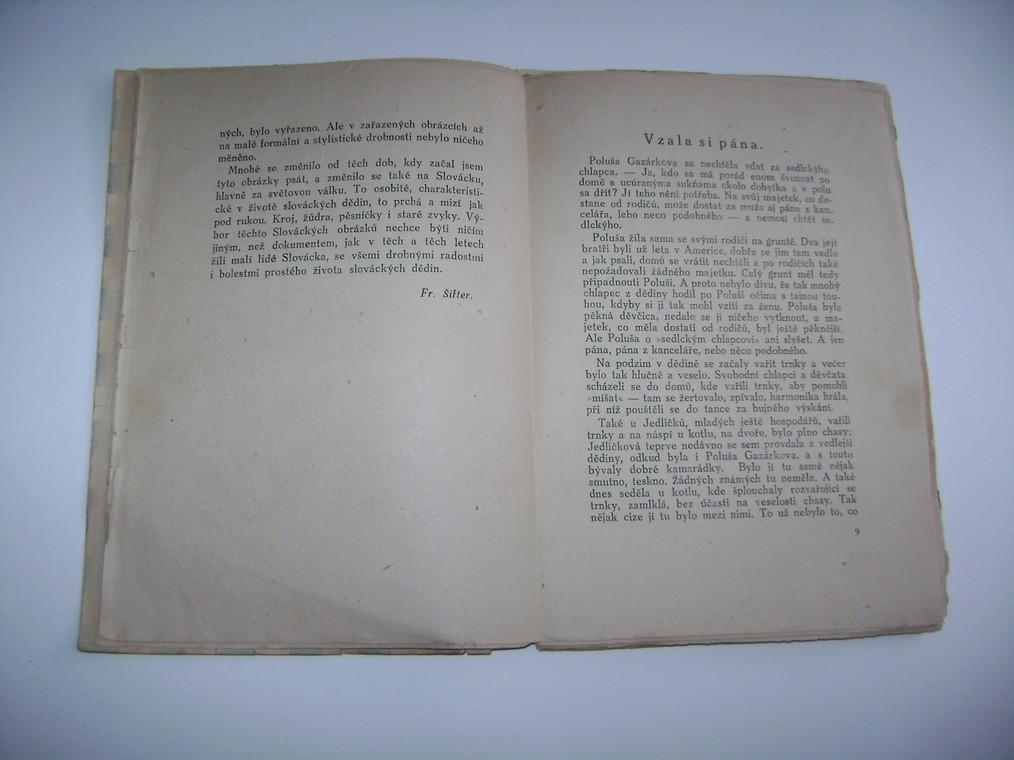 ných, bylo vyřazeno. Ale v zařazených obrázcích až
na malé formální a stylistické drobnosti nebylo ničeho
měněno.
Mnohé se změnilo od těch dob, kdy začal jsem
tyto obrázky psát, a změnilo se také na Slovácku,
hlavně za světovou válku. To osobité, charakteristi-
cké v životě slováckých dědin, to prchá a mizí jak
pod rukou. Kroj, žúdra, pěsničky i staré zvyky. Vý-
bor těchto Slováckých obrázků nechce býti ničím
jiným, než dokumentem, jak v těch a těch letech
žili malí lidé Slovácka, se všemi drobnými radostmi
i bolestmi prostého života slováckých dědin.
Fr. Šifter.
Vzala si pána.
Poluša Gazárkova sa nechtěla vdat za sedlckýho
chlapca. — Ja, kdo sa má porád enom švoncat po
domě s ucúranýma sukňama okolo dobytka a v polu
sa dřít? Jí teho néni potřeba. Na svůj majetek, co do-
stane od rodičů, može dostat za muža aj pána z kan-
celářa, lebo neco podobného — a nemosí chtět se-
dlckýho.
Poluša žila sama se svými rodiči na gruntě. Dva její
bratři byli už léta v Americe, dobře se jim tam vedlo
a jak psali, domů se vrátit nechtěli a po rodičích také
nepožadovali žádného majetku. Celý grunt měl tedy
připadnouti Poluši. A proto nebylo divu, že tak mnohý
chlapec z dědiny hodil po Poluši očima s tajnou tou-
hou, kdyby si ji tak mohl vzíti za ženu. Poluša byla
pěkná děvčica, nedalo se jí ničeho vytknout, a ma-
jetek, co měla dostati od rodičů, byl ještě pěknější.
Ale Poluša o »sedlckým chlapcovi« ani slyšet. A jen
pána, pána z kanceláře, nebo něco podobného.
Na podzim v dědině se začaly vařit trnky a večer
bylo tak hlučně a veselo. Svobodní chlapci a děvčata
scházeli se do domů, kde vařili trnky, aby pomohli
»míšat« — tam se žertovalo, zpívalo, harmonika hrála,
při níž pouštěli se do tance za bujného výskání.
Také u Jedličků, mladých ještě hospodářů, vařili
trnky a na náspi u kotlu, na dvoře, bylo plno chasy.
Jedličková teprve nedávno se sem provdala z vedlejší
dědiny, odkud byla i Poluša Gazárkova, a s touto
bývaly dobré kamarádky. Bylo jí tu samé nějak
smutno, teskno. Žádných známých tu neměla. A také
dnes seděla u kotlu, kde šplouchaly rozvařující se
trnky, zamlklá, bez účasti na veselosti chasy. Tak
nějak cize jí tu bylo mezi nimi. To už nebylo to, co
9